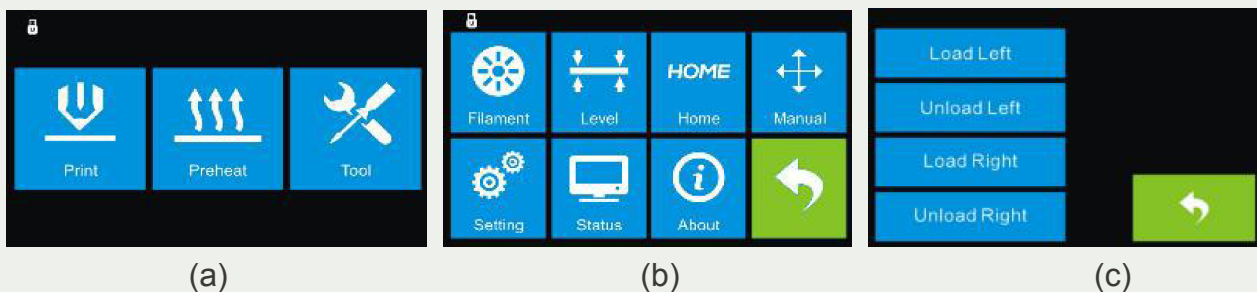 Print Preheat Tool
(a)
Filament Level HOME Home Manual
Setting Status i About
(b)
Load Left
Unload Left
Load Right
Unload Right
(c)